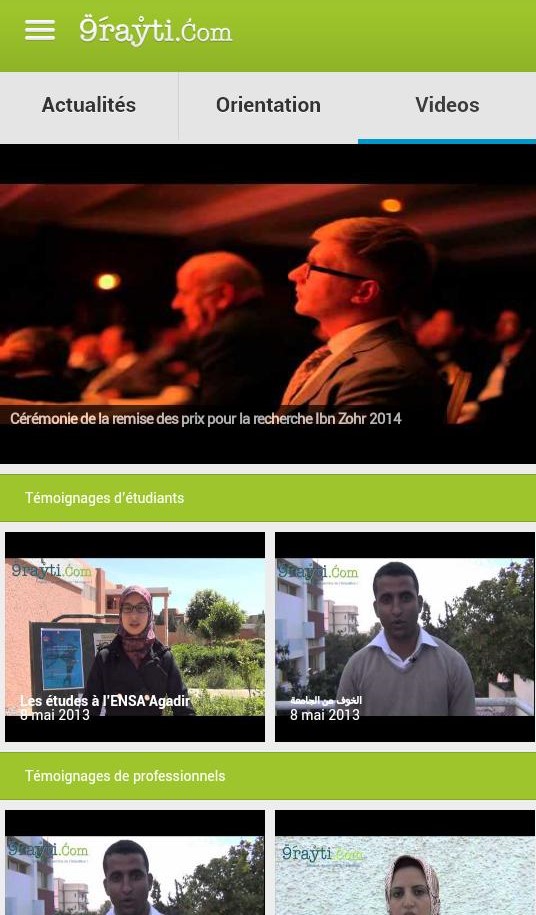 9rayti.Com
Actualités
Orientation
Videos
Cérémonie de la remise des prix pour la recherche Ibn Zohr 2014
Témoignages d'étudiants
9rayti.Com
9rayti.Com
Les études à l'ENSA Agadir
8 mai 2013
الخوف من الجامعة
8 mai 2013
Témoignages de professionnels
9rayti.Com
9rayti.Com